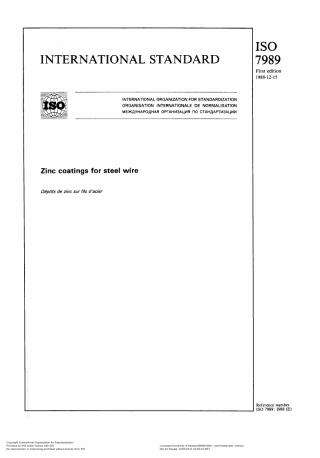 INTERNATIONAL STANDARD
ISO
7989
First edition
1988-12-15
ISO
INTERNATIONAL ORGANIZATION FOR STANDARDIZATION
ORGANISATION INTERNATIONALE DE NORMALISATION
МЕЖДУНАРОДНАЯ ОРГАНИЗАЦИЯ ПО СТАНДАРТИЗАЦИИ
Zinc coatings for steel wire
Dépôts de zinc sur fils d'acier
Reference number
ISO 7989 : 1988 (E)
Copyright International Organization for Standardization
Provided by IHS under license with ISO
No reproduction or networking permitted without license from IHS